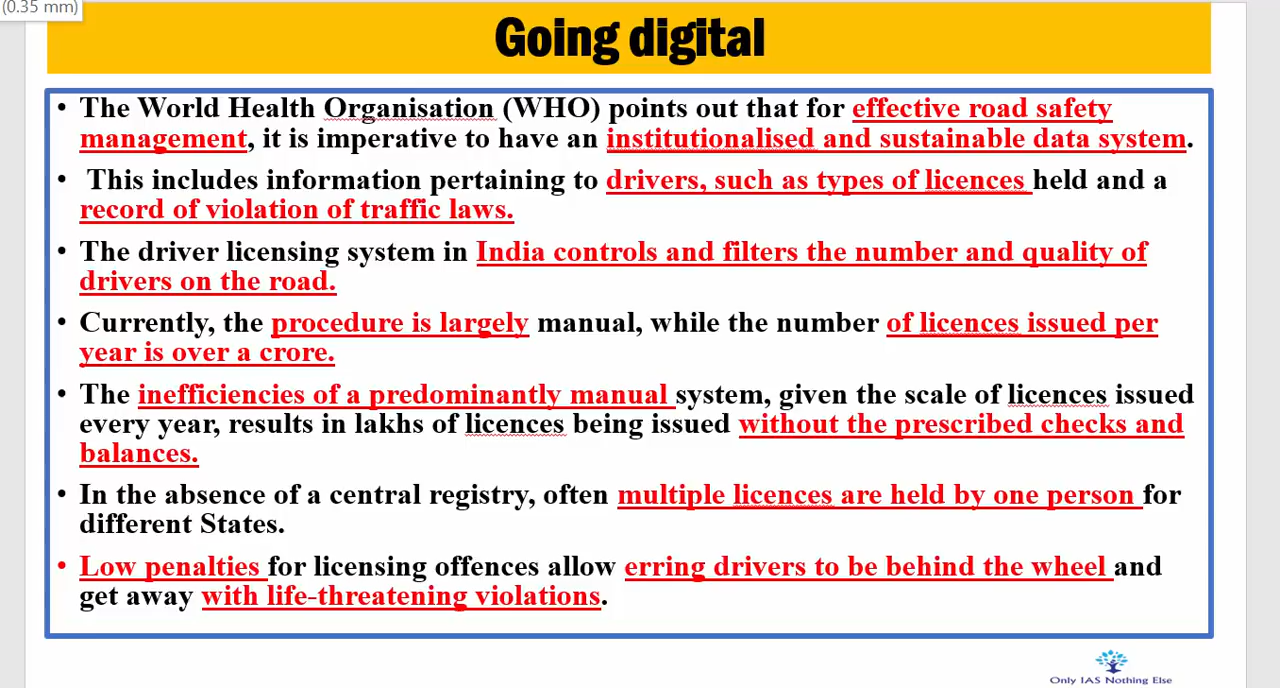 (0.35 mm)
Going digital
• The World Health Organisation (WHO) points out that for effective road safety
management, it is imperative to have an institutionalised and sustainable data system.
• This includes information pertaining to drivers, such as types of licences held and a
record of violation of traffic laws.
• The driver licensing system in India controls and filters the number and quality of
drivers on the road.
• Currently, the procedure is largely manual, while the number of licences issued per
year is over a crore.
• The inefficiencies of a predominantly manual system, given the scale of licences issued
every year, results in lakhs of licences being issued without the prescribed checks and
balances.
• In the absence of a central registry, often multiple licences are held by one person for
different States.
• Low penalties for licensing offences allow erring drivers to be behind the wheel and
get away with life-threatening violations.
Only IAS Nothing Else